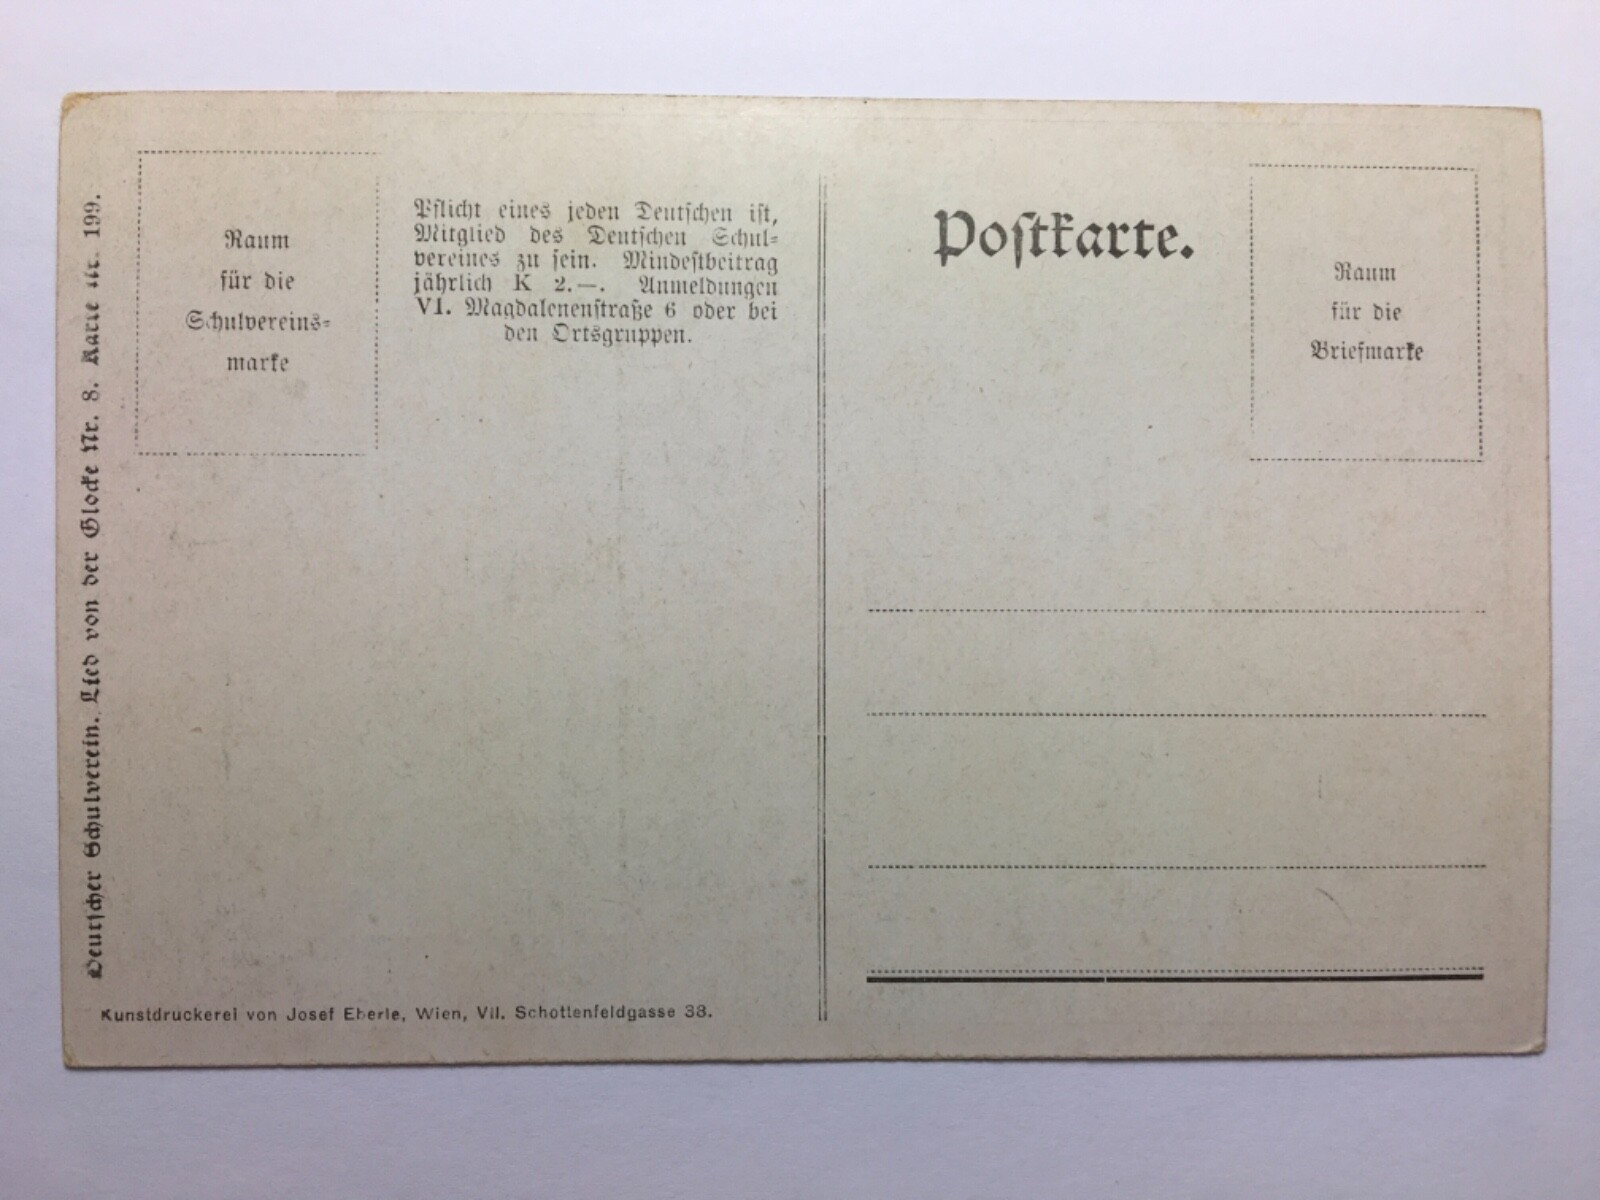 Raum
für die
Schulvereins-
marke
Pflicht eines jeden Deutschen ist,
Mitglied des Deutschen Schul-
vereines zu sein. Mindestbeitrag
jährlich K 2.—. Anmeldungen
VI. Magdalenenstraße 6 oder bei
den Ortsgruppen.
Postkarte.
Raum
für die
Briefmarke
Deutscher Schulverein. Lied von der Glocke Nr. 8. Karte Nr. 199.
Kunstdruckerei von Josef Eberle, Wien, VII. Schottenfeldgasse 38.